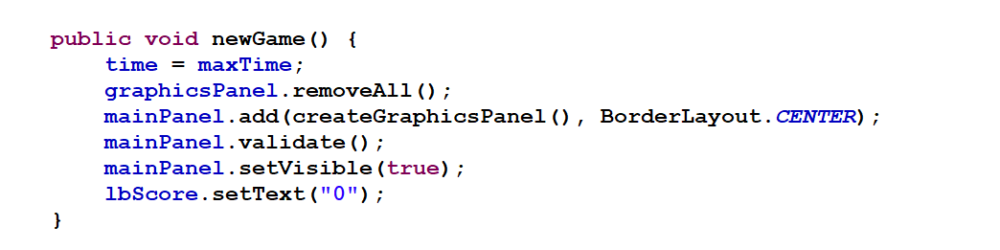 public void newGame() {
    time = maxTime;
    graphicsPanel.removeAll();
    mainPanel.add(createGraphicsPanel(), BorderLayout.CENTER);
    mainPanel.validate();
    mainPanel.setVisible(true);
    lbScore.setText("0");
}